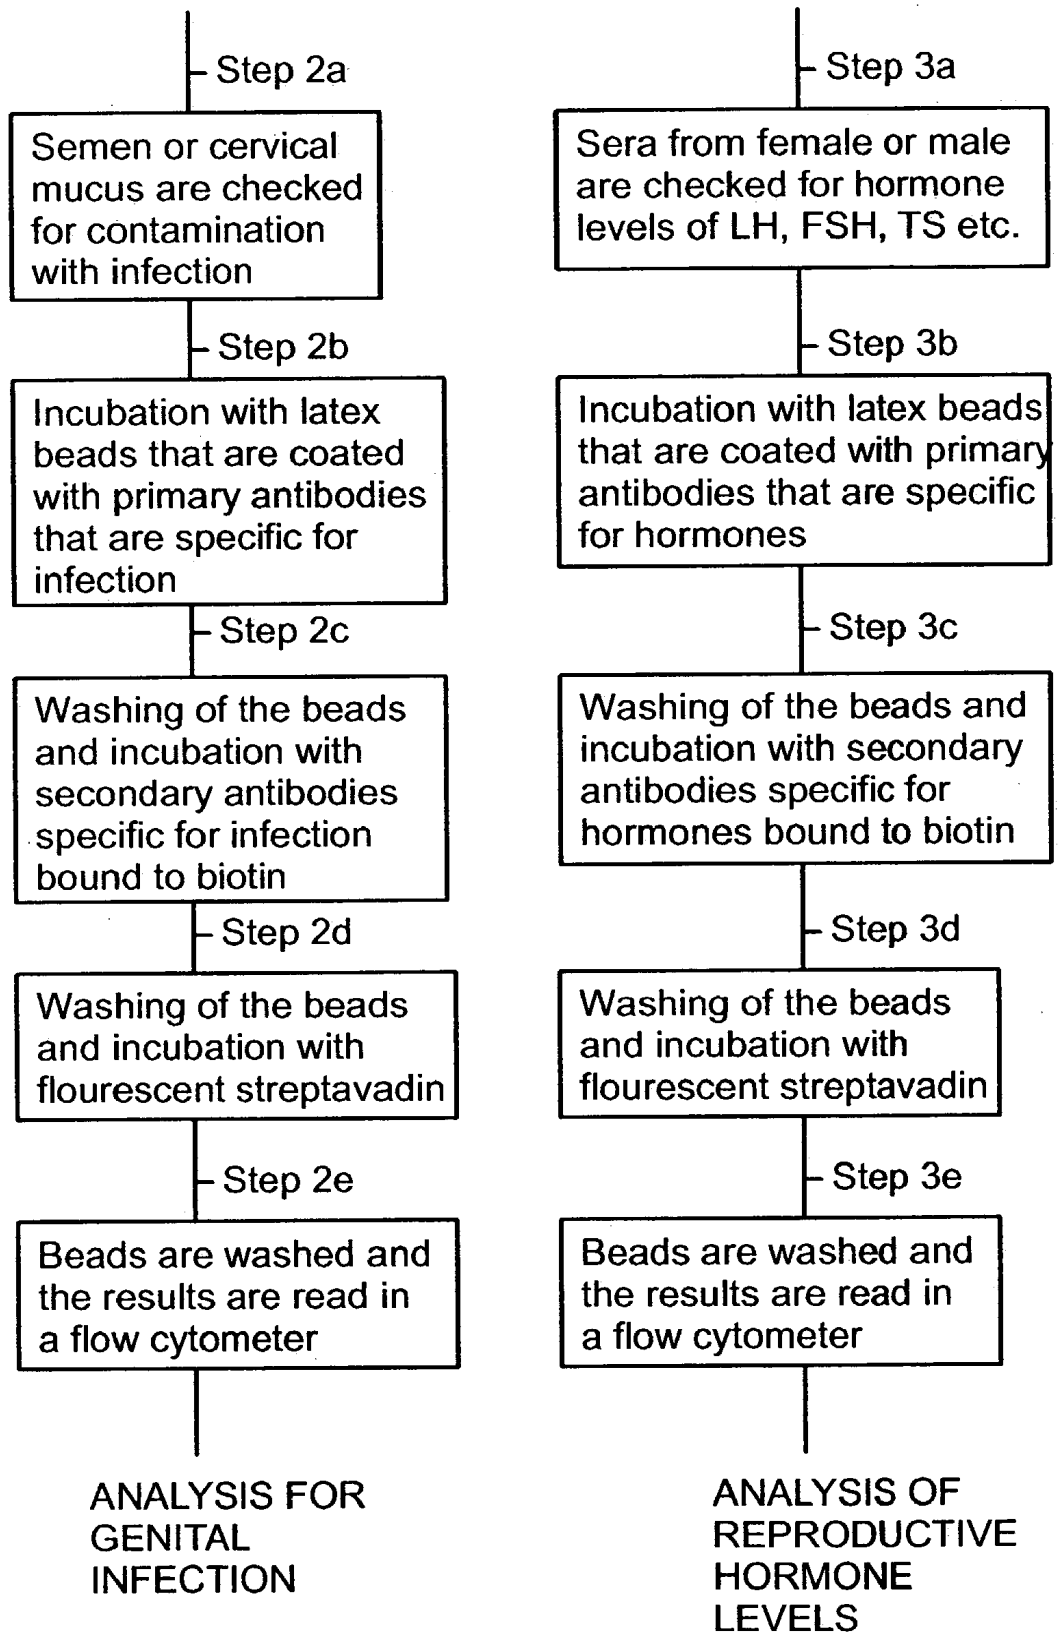 Step 2a
Semen or cervical
mucus are checked
for contamination
with infection
Step 2b
Incubation with latex
beads that are coated
with primary antibodies
that are specific for
infection
Step 2c
Washing of the beads
and incubation with
secondary antibodies
specific for infection
bound to biotin
Step 2d
Washing of the beads
and incubation with
flourescent streptavadin
Step 2e
Beads are washed and
the results are read in
a flow cytometer
ANALYSIS FOR
GENITAL
INFECTION
Step 3a
Sera from female or male
are checked for hormone
levels of LH, FSH, TS etc.
Step 3b
Incubation with latex beads
that are coated with primary
antibodies that are specific
for hormones
Step 3c
Washing of the beads and
incubation with secondary
antibodies specific for
hormones bound to biotin
Step 3d
Washing of the beads
and incubation with
flourescent streptavadin
Step 3e
Beads are washed and
the results are read in
a flow cytometer
ANALYSIS OF
REPRODUCTIVE
HORMONE
LEVELS